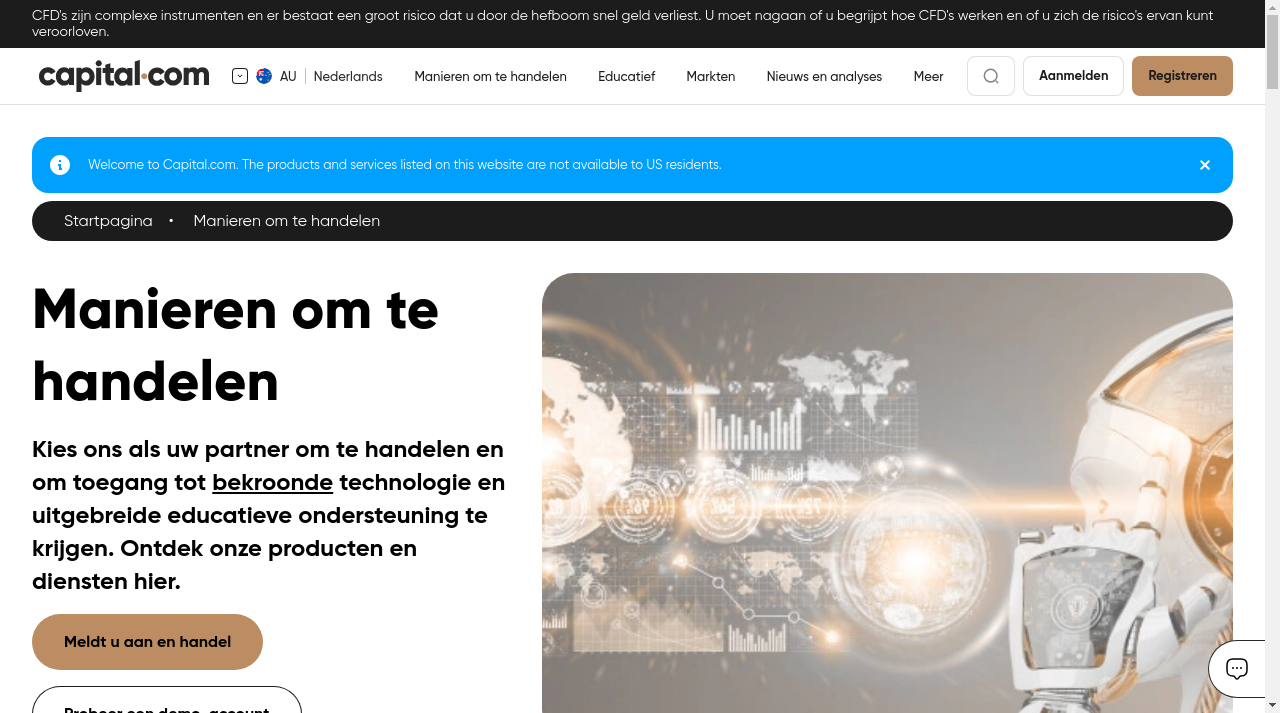 CFD's zijn complexe instrumenten en er bestaat een groot risico dat u door de hefboom snel geld verliest. U moet nagaan of u begrijpt hoe CFD's werken en of u zich de risico's ervan kunt
veroorloven.
capital.com
AU Nederlands Manieren om te handelen Educatief Markten Nieuws en analyses Meer Aanmelden Registreren
Welcome to Capital.com. The products and services listed on this website are not available to US residents.
Startpagina • Manieren om te handelen
Manieren om te
handelen
Kies ons als uw partner om te handelen en
om toegang tot bekroonde technologie en
uitgebreide educatieve ondersteuning te
krijgen. Ontdek onze producten en
diensten hier.
Meldt u aan en handel
Probeer een demo-account